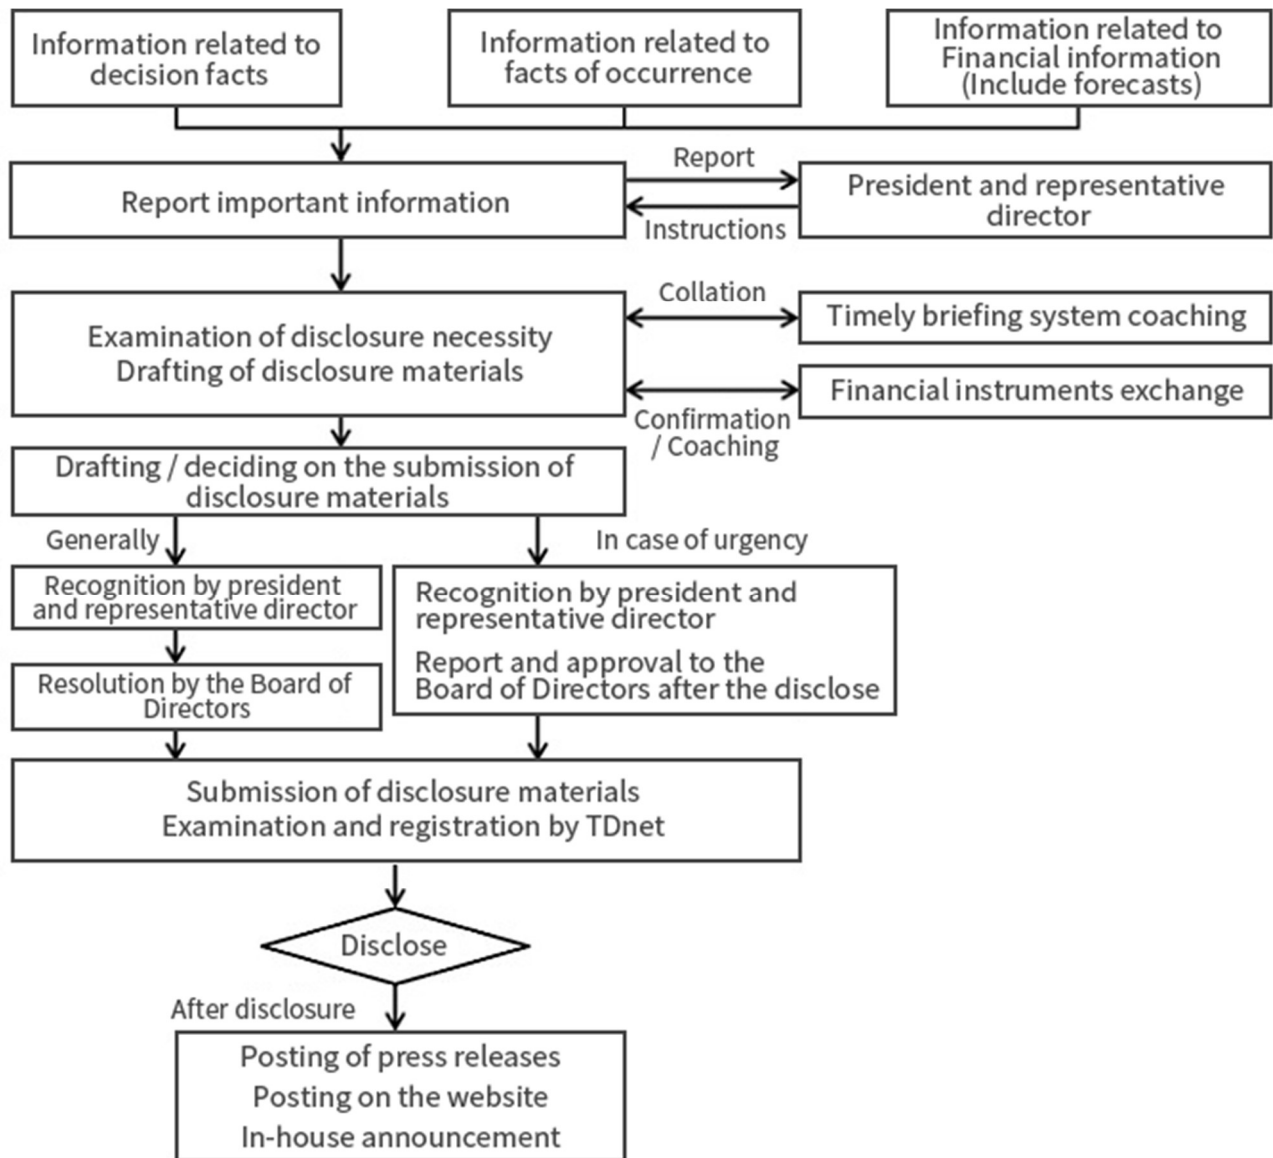 Information related to
decision facts
Information related to
facts of occurrence
Information related to
Financial information
(Include forecasts)
Report important information
Report
Instructions
President and representative
director
Examination of disclosure necessity
Drafting of disclosure materials
Collation
Timely briefing system coaching
Financial instruments exchange
Confirmation
/ Coaching
Drafting / deciding on the submission of
disclosure materials
Generally
In case of urgency
Recognition by president
and representative director
Resolution by the Board of
Directors
Recognition by president and
representative director
Report and approval to the
Board of Directors after the disclose
Submission of disclosure materials
Examination and registration by TDnet
Disclose
After disclosure
Posting of press releases
Posting on the website
In-house announcement